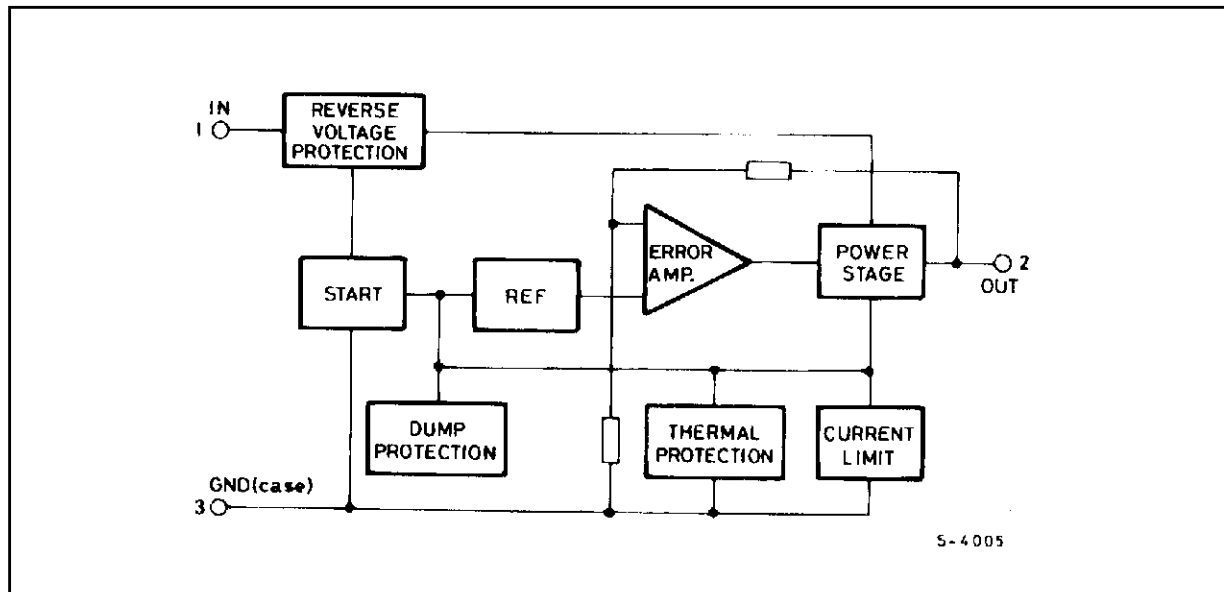 IN
1
REVERSE
VOLTAGE
PROTECTION
ERROR
AMP.
POWER
STAGE
2
OUT
START
REF
DUMP
PROTECTION
THERMAL
PROTECTION
CURRENT
LIMIT
GND(case)
3
S-4005